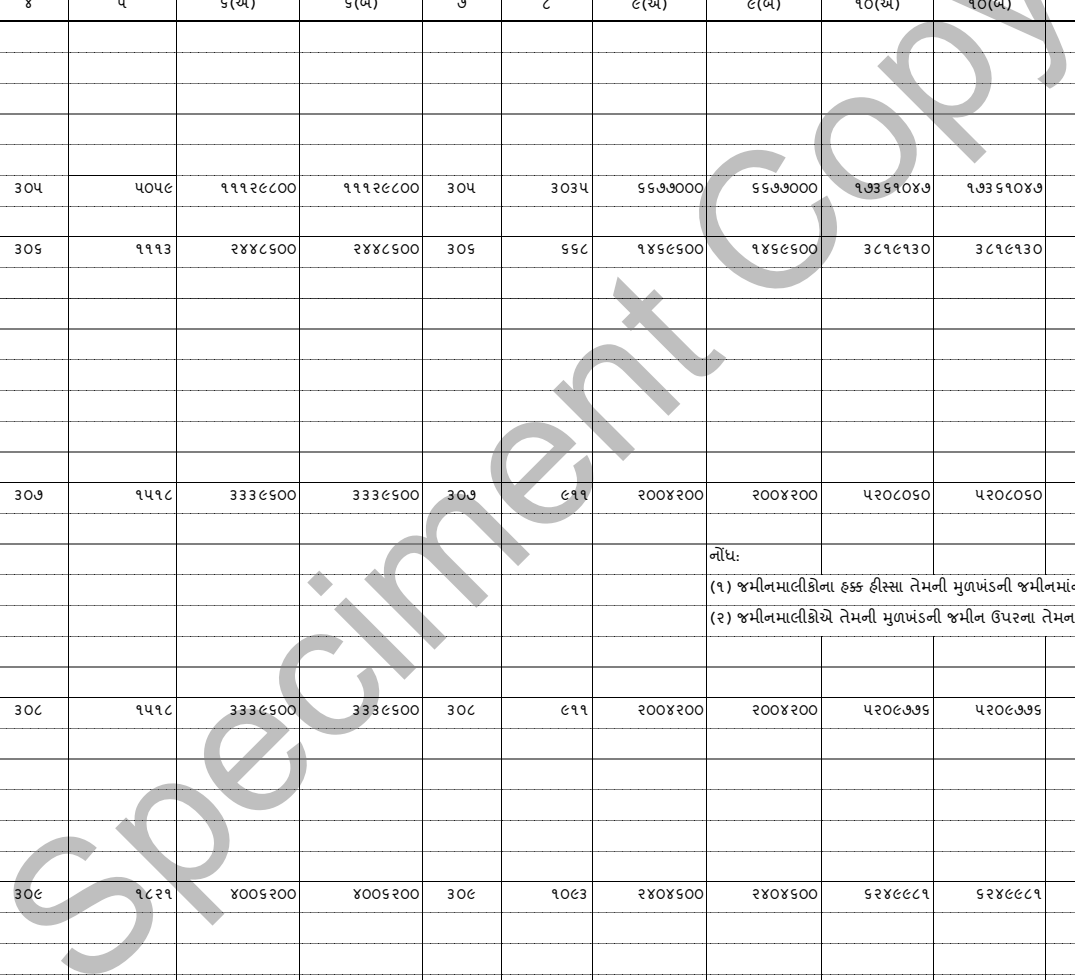 ૪ ૫ ૬(અ) ૬(બ) ૭ ૮ ૯(અ) ૯(બ) ૧૦(અ) ૧૦(બ)
૩૦૫ ૫૦૫૯ ૧૧૧૨૯૮૦૦ ૧૧૧૨૯૮૦૦ ૩૦૫ ૩૦૩૫ ૬૬૭૭૦૦૦ ૬૬૭૭૦૦૦ ૧૭૩૬૧૦૪૭ ૧૭૩૬૧૦૪૭
૩૦૬ ૧૧૧૩ ૨૪૪૮૬૦૦ ૨૪૪૮૬૦૦ ૩૦૬ ૬૬૮ ૧૪૬૯૬૦૦ ૧૪૬૯૬૦૦ ૩૮૧૯૧૩૦ ૩૮૧૯૧૩૦
૩૦૭ ૧૫૧૮ ૩૩૩૯૬૦૦ ૩૩૩૯૬૦૦ ૩૦૭ ૯૧૧ ૨૦૦૪૨૦૦ ૨૦૦૪૨૦૦ ૫૨૦૮૦૬૦ ૫૨૦૮૦૬૦
નોંધ:
(૧) જમીનમાલીકોના હક્ક હીસ્સા તેમની મુળખંડની જમીનમાં
(૨) જમીનમાલીકોએ તેમની મુળખંડની જમીન ઉપરના તેમન
૩૦૮ ૧૫૧૮ ૩૩૩૯૬૦૦ ૩૩૩૯૬૦૦ ૩૦૮ ૯૧૧ ૨૦૦૪૨૦૦ ૨૦૦૪૨૦૦ ૫૨૦૯૭૭૬ ૫૨૦૯૭૭૬
૩૦૯ ૧૮૨૧ ૪૦૦૬૨૦૦ ૪૦૦૬૨૦૦ ૩૦૯ ૧૦૯૩ ૨૪૦૪૬૦૦ ૨૪૦૪૬૦૦ ૬૨૪૯૯૮૧ ૬૨૪૯૯૮૧
Speciment Copy